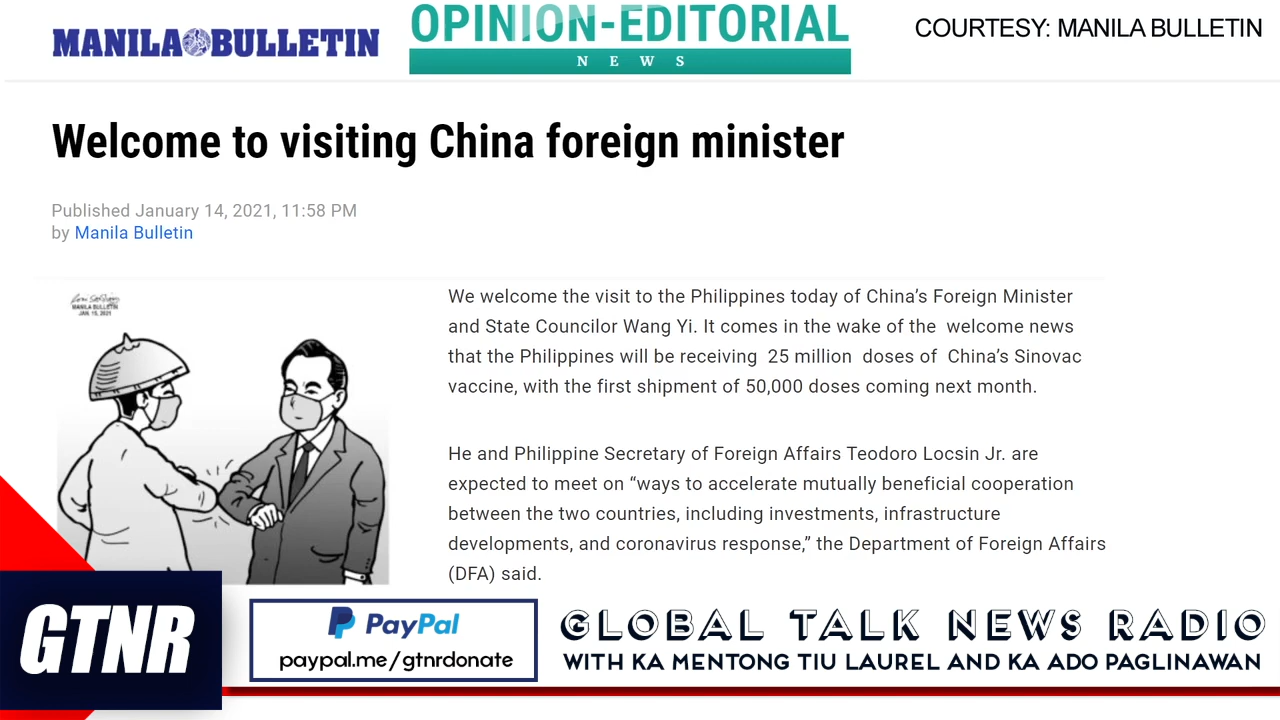 MANILA BULLETIN
OPINION-EDITORIAL
NEWS
COURTESY: MANILA BULLETIN
Welcome to visiting China foreign minister
Published January 14, 2021, 11:58 PM
by Manila Bulletin
MANILA BULLETIN
JAN. 15, 2021
We welcome the visit to the Philippines today of China’s Foreign Minister
and State Councilor Wang Yi. It comes in the wake of the welcome news
that the Philippines will be receiving 25 million doses of China’s Sinovac
vaccine, with the first shipment of 50,000 doses coming next month.
He and Philippine Secretary of Foreign Affairs Teodoro Locsin Jr. are
expected to meet on “ways to accelerate mutually beneficial cooperation
between the two countries, including investments, infrastructure
developments, and coronavirus response,” the Department of Foreign Affairs
(DFA) said.
GTNR
PayPal
paypal.me/gtnrdonate
GLOBAL TALK NEWS RADIO
WITH KA MENTONG TIU LAUREL AND KA ADO PAGLINAWAN